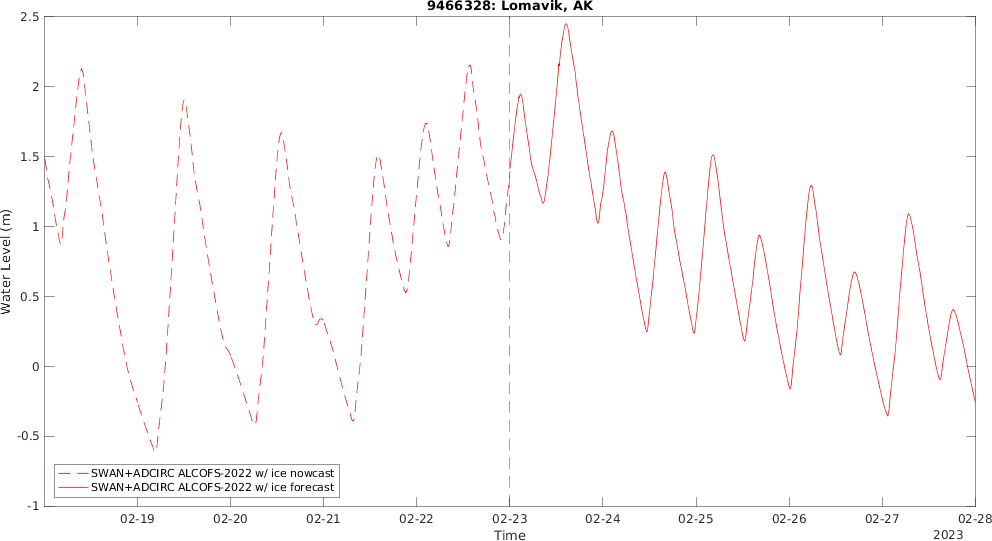 9466328: Lomavik, AK
2.5
2
1.5
1
0.5
0
-0.5
-1
Water Level (m)
SWAN+ADCIRC ALCOFS-2022 w/ ice nowcast
SWAN+ADCIRC ALCOFS-2022 w/ ice forecast
02-19 02-20 02-21 02-22 02-23 02-24 02-25 02-26 02-27 02-28
Time
2023